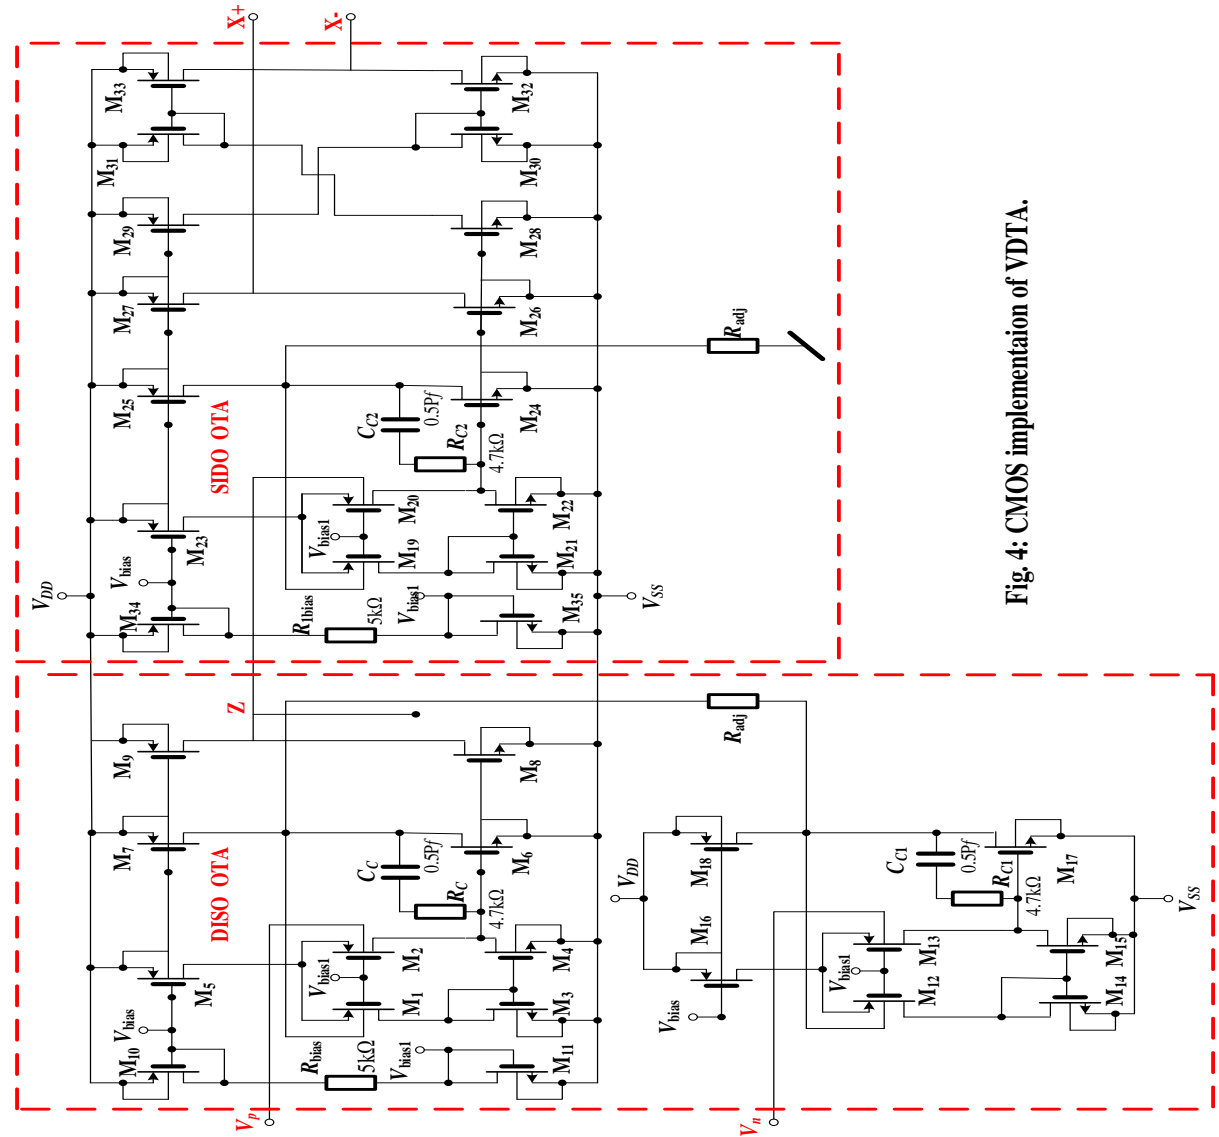 X+
X-
M33
M32
M31
M30
M29
M28
M27
M26
Radj
M25
SIDO OTA
CC2
0.5Pf
RC2
4.7kΩ
M24
M23
M20
M22
Vbias
Vbias1
M19
M21
VDD
M34
R1bias
5kΩ
Vbias1
M35
VSS
Z
Radj
M9
M8
M7
DISO OTA
CC
0.5Pf
RC
4.7kΩ
M6
M5
M2
M4
Vbias
Vbias1
M1
M3
M10
Rbias
5kΩ
Vbias1
M11
Vp
VDD
M18
M16
Vbias
CC1
0.5Pf
RC1
4.7kΩ
M17
VSS
M13
M15
Vbias1
M12
M14
Vn
Fig. 4: CMOS implementaion of VDTA.